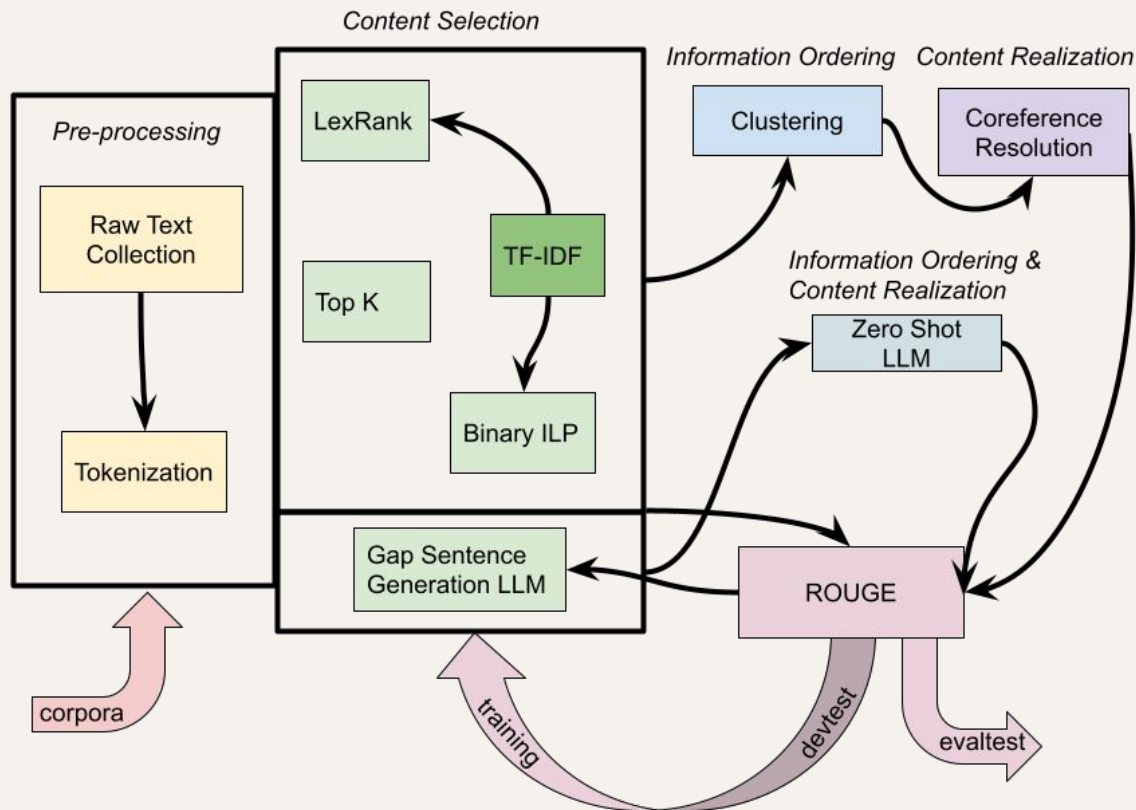 Content Selection
Information Ordering
Content Realization
Pre-processing
LexRank
Clustering
Coreference
Resolution
Raw Text
Collection
TF-IDF
Top K
Information Ordering &
Content Realization
Zero Shot
LLM
Binary ILP
Tokenization
Gap Sentence
Generation LLM
ROUGE
corpora
training
devtest
evaltest